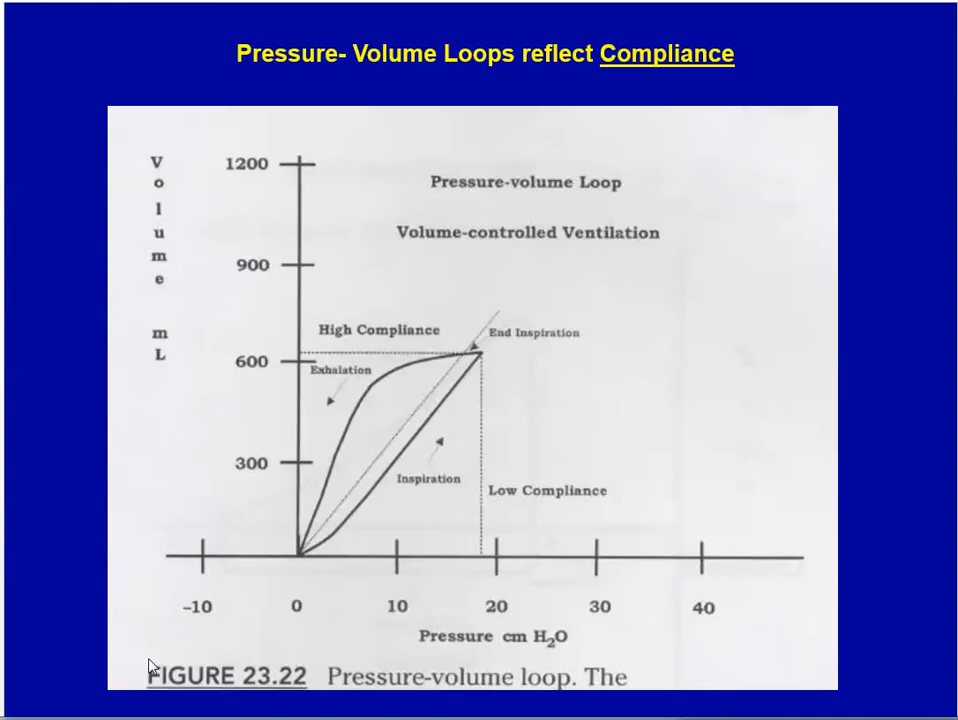 Pressure- Volume Loops reflect Compliance
Volume mL
1200
Pressure-volume Loop
Volume-controlled Ventilation
900
High Compliance
End Inspiration
600
Exhalation
300
Inspiration
Low Compliance
-10 0 10 20 30 40
Pressure cm H₂O
FIGURE 23.22 Pressure-volume loop. The